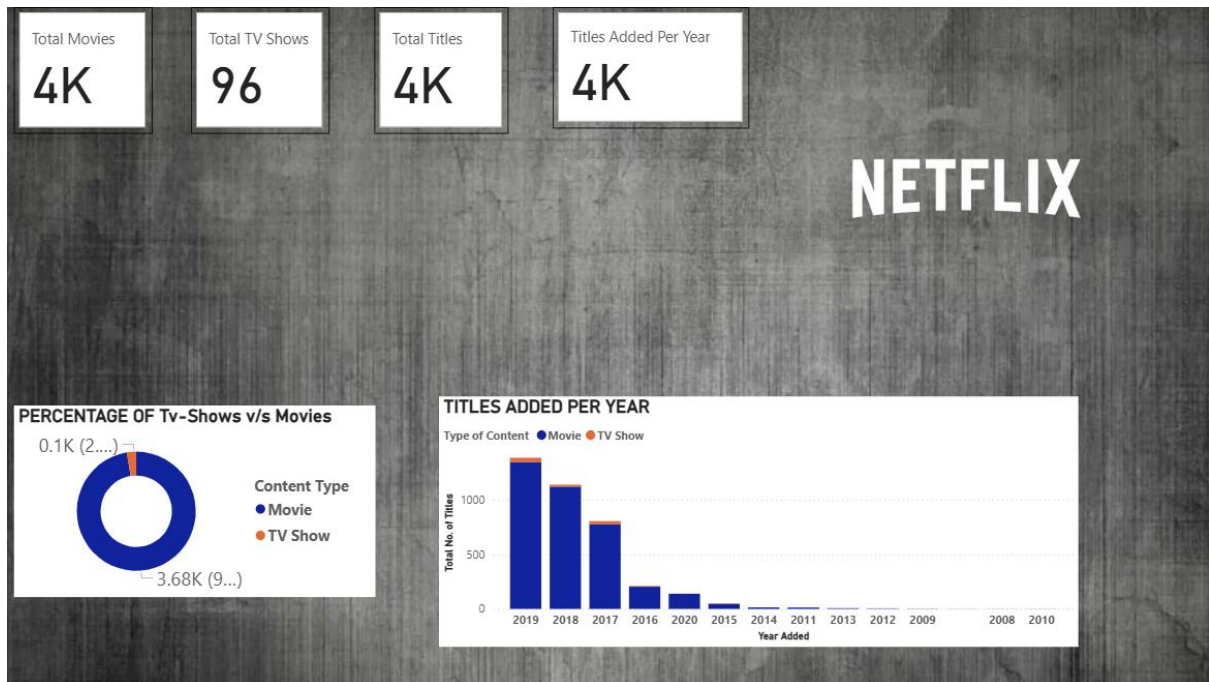 Total Movies
4K
Total TV Shows
96
Total Titles
4K
Titles Added Per Year
4K
NETFLIX
PERCENTAGE OF Tv-Shows v/s Movies
0.1K (2....)
3.68K (9...)
Content Type
Movie
TV Show
TITLES ADDED PER YEAR
Type of Content Movie TV Show
Total No. of Titles
1000
500
0
2019 2018 2017 2016 2020 2015 2014 2011 2013 2012 2009 2008 2010
Year Added